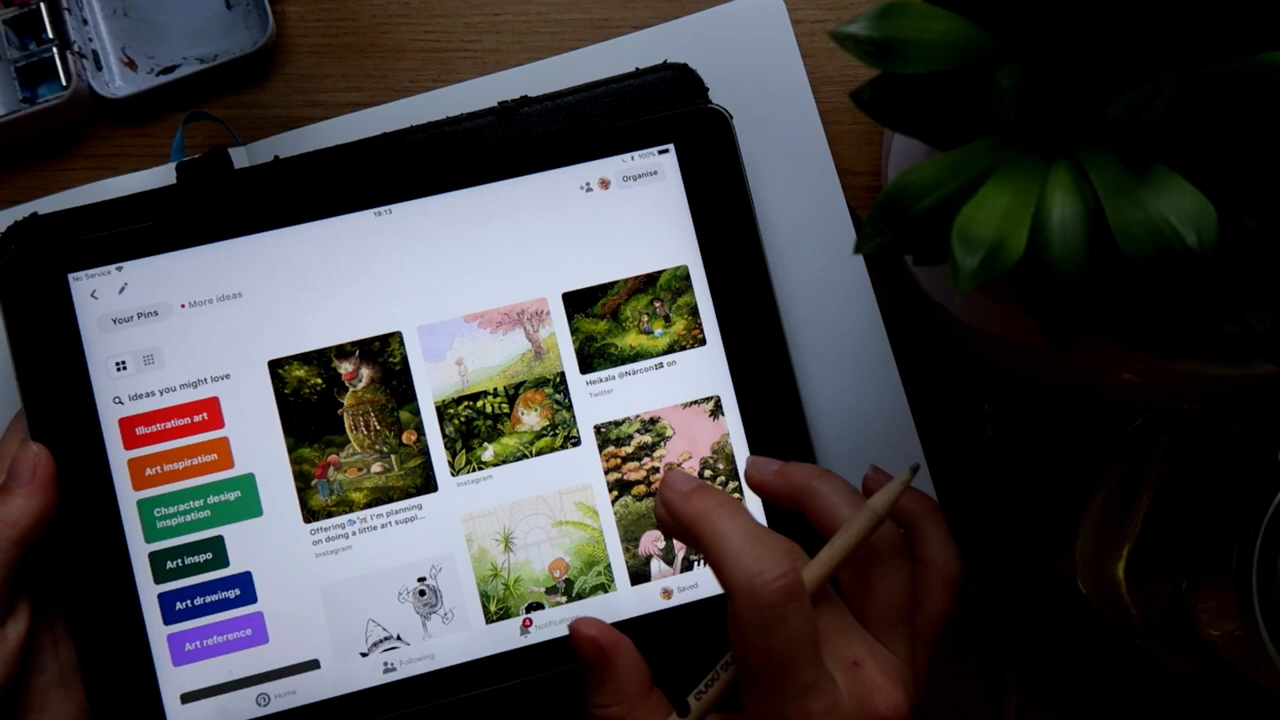 No Service
19:13
100%
Organise
Your Pins
More ideas
Ideas you might love
Illustration art
Art inspiration
Character design
inspiration
Art inspo
Art drawings
Art reference
Offering I'm planning
on doing a little art suppl...
Instagram
Instagram
Heikala @Närcon on
Twitter
Home
Following
4
Notifications
Saved